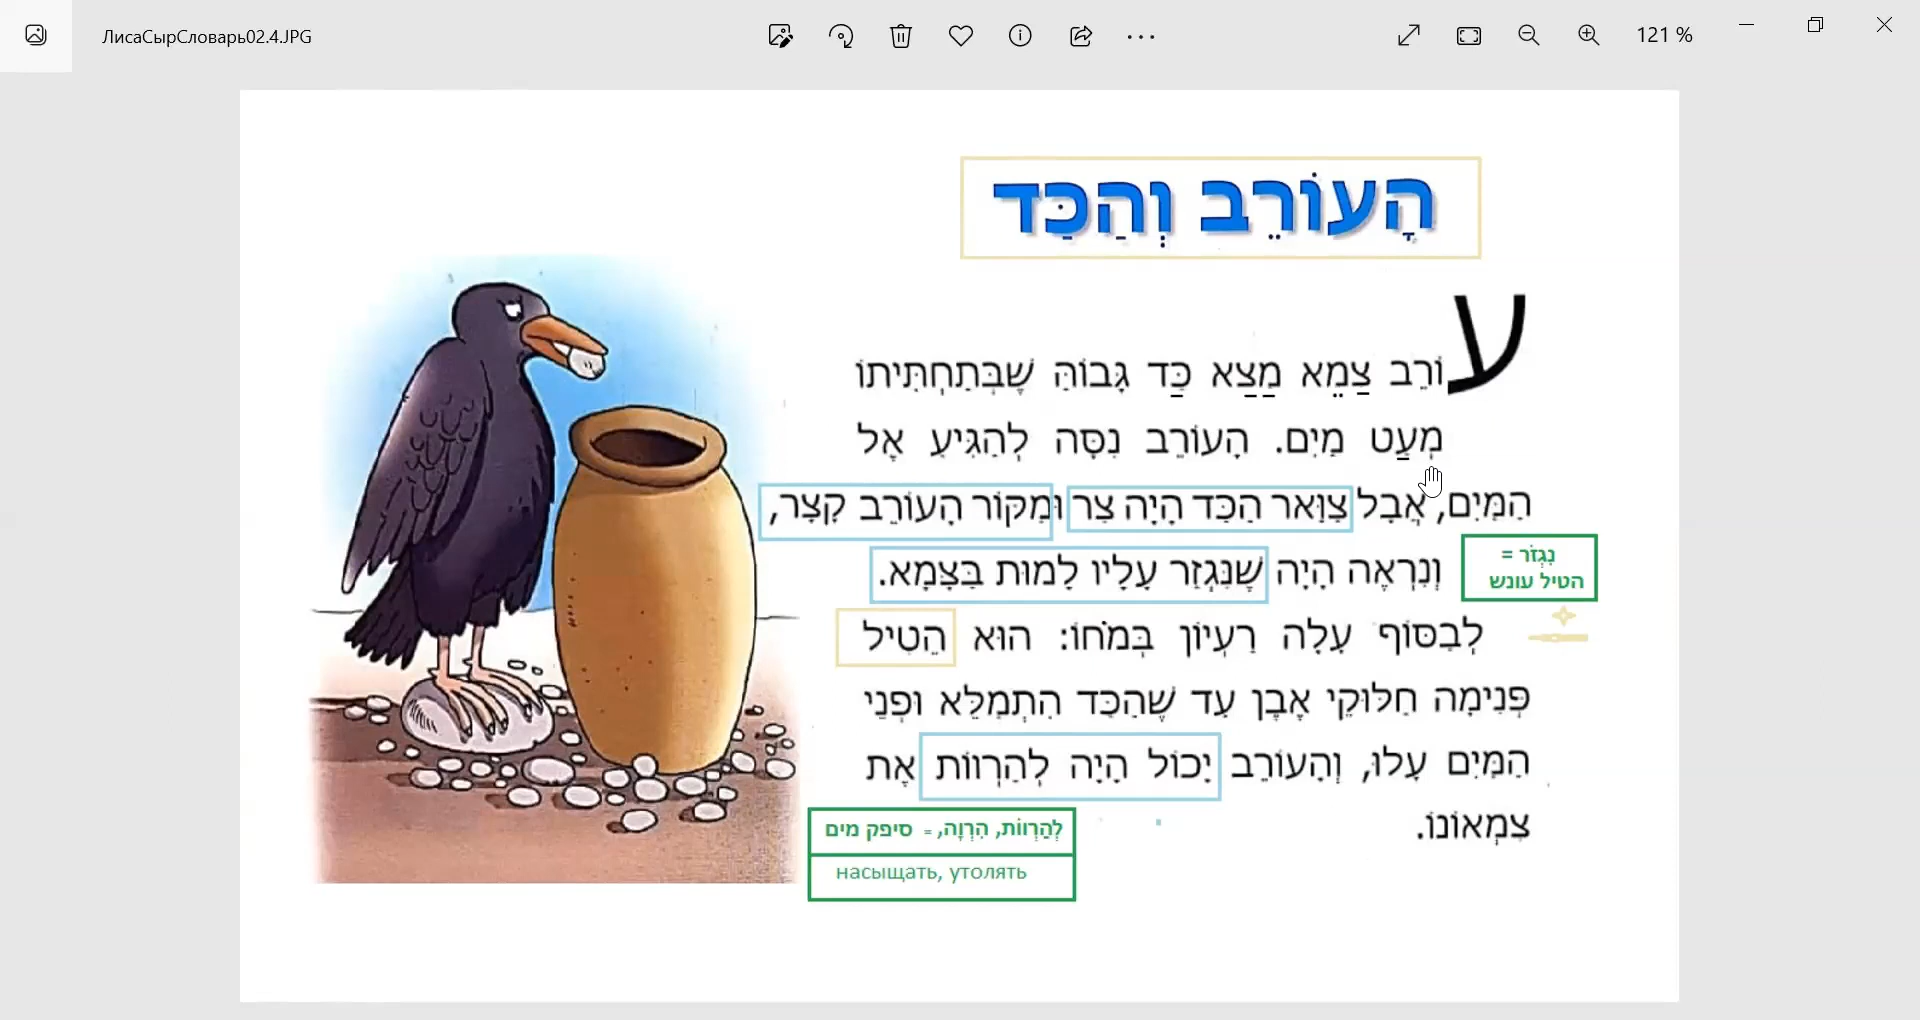 ЛисаСырСловарь02.4.JPG
121 %
הָעוֹרֵב וְהַכַּד
עוֹרֵב צַמֵא מַצַא כַּד גָּבוֹהַּ שֶׁבְּתַחְתִּיתוֹ
מְעַט מַיִם. הָעוֹרֵב נִסָּה לְהַגִּיעַ אֶל
הַמַּיִם, אֲבָל צַוַּאר הַכַּד הָיָה צַר וּמַקּוֹר הָעוֹרֵב קָצָר,
וְנִרְאֶה הָיָה שֶׁנִּגְזַר עָלָיו לָמוּת בַּצָּמָא.
נִגְזֹר =
הטיל עונש
לְבַסּוֹף עָלָה רַעְיוֹן בְּמֹחוֹ: הוּא הֵטִיל
פְּנִימָה חַלּוּקֵי אֶבֶן עַד שֶׁהַכַּד הִתְמַלֵּא וּפְנֵי
הַמַּיִם עָלוּ, וְהָעוֹרֵב יָכוֹל הָיָה לְהַרְווֹת אֶת
צִמְאוֹנוֹ.
לְהַרְווֹת, הִרְוָה, = סיפק מים
насыщать, утолять